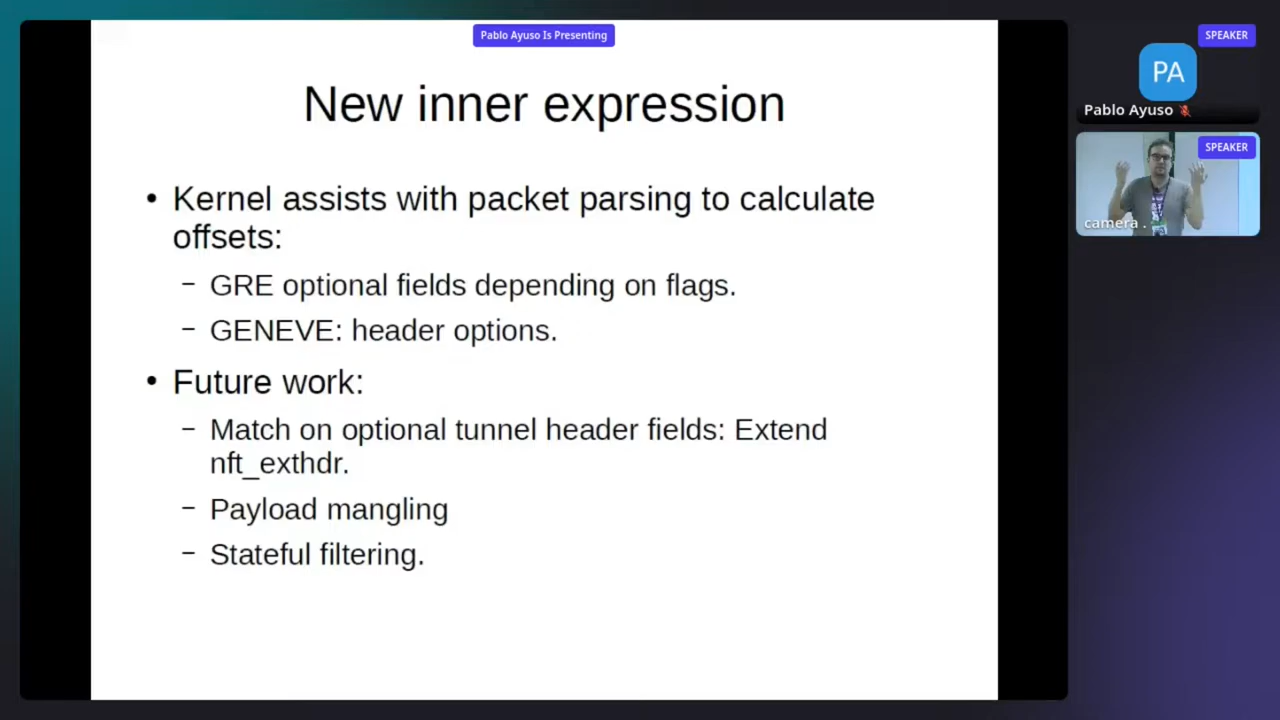 Pablo Ayuso Is Presenting
New inner expression
• Kernel assists with packet parsing to calculate
offsets:
– GRE optional fields depending on flags.
– GENEVE: header options.
• Future work:
– Match on optional tunnel header fields: Extend
nft_exthdr.
– Payload mangling
– Stateful filtering.
SPEAKER
PA
Pablo Ayuso
SPEAKER
camera .